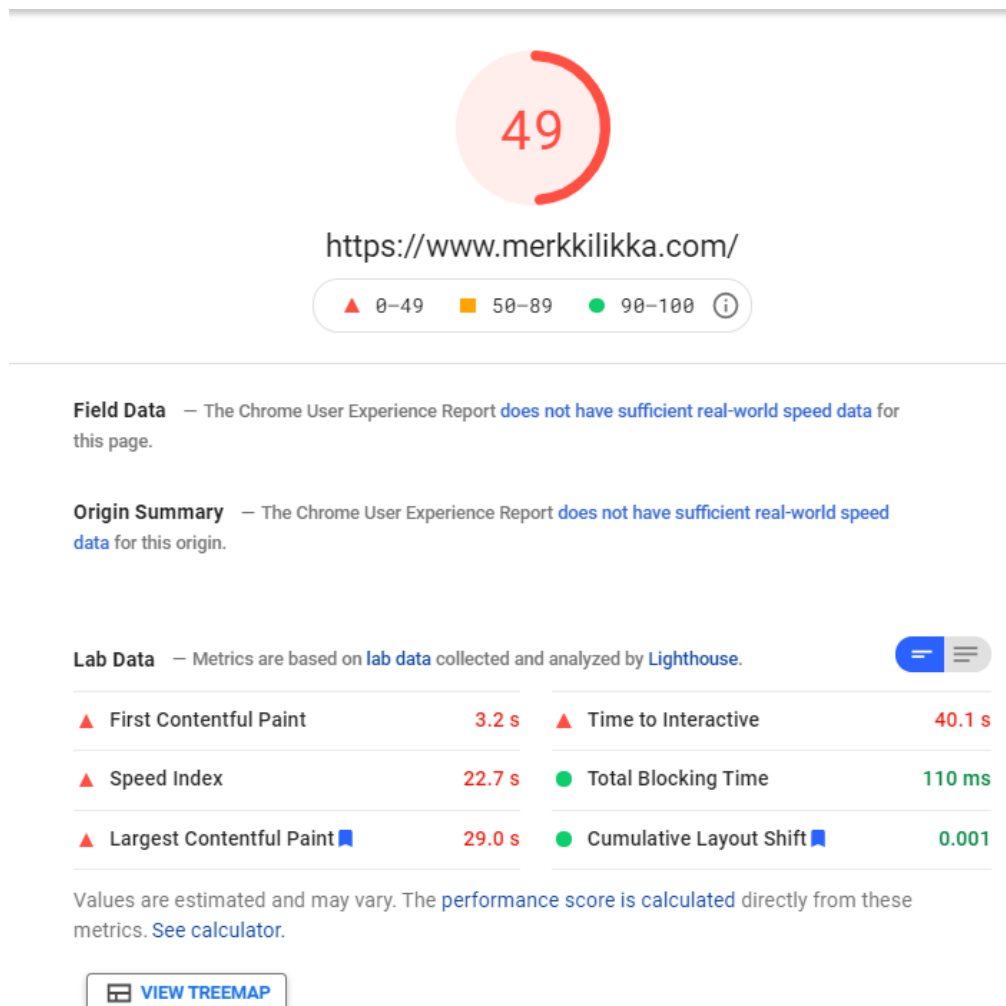 49
https://www.merkkilikka.com/
0–49 50–89 90–100
Field Data — The Chrome User Experience Report does not have sufficient real-world speed data for
this page.
Origin Summary — The Chrome User Experience Report does not have sufficient real-world speed
data for this origin.
Lab Data — Metrics are based on lab data collected and analyzed by Lighthouse.
First Contentful Paint 3.2 s
Time to Interactive 40.1 s
Speed Index 22.7 s
Total Blocking Time 110 ms
Largest Contentful Paint 29.0 s
Cumulative Layout Shift 0.001
Values are estimated and may vary. The performance score is calculated directly from these
metrics. See calculator.
VIEW TREEMAP